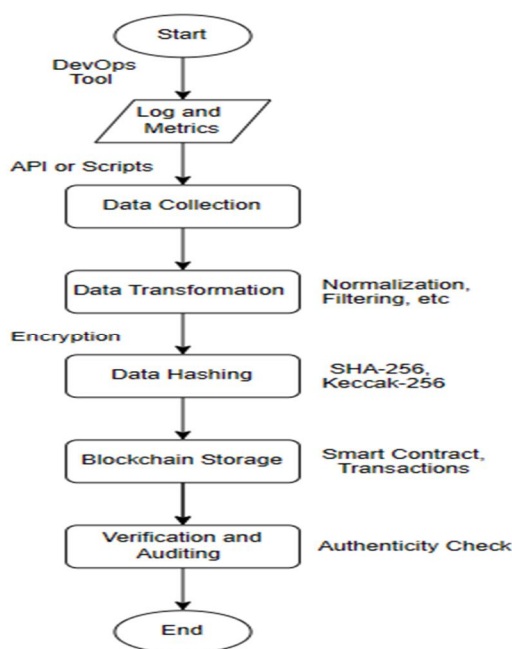 Start
DevOps
Tool
Log and
Metrics
API or Scripts
Data Collection
Data Transformation
Normalization,
Filtering, etc
Encryption
Data Hashing
SHA-256,
Keccak-256
Blockchain Storage
Smart Contract,
Transactions
Verification and
Auditing
Authenticity Check
End